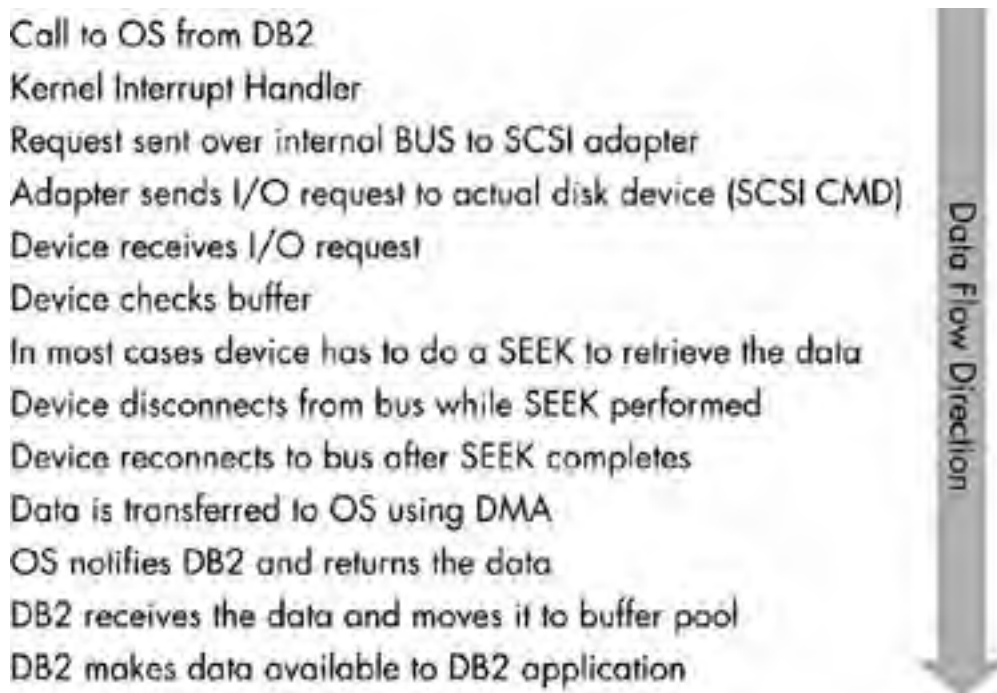 Call to OS from DB2
Kernel Interrupt Handler
Request sent over internal BUS to SCSI adapter
Adapter sends I/O request to actual disk device (SCSI CMD)
Device receives I/O request
Device checks buffer
In most cases device has to do a SEEK to retrieve the data
Device disconnects from bus while SEEK performed
Device reconnects to bus after SEEK completes
Data is transferred to OS using DMA
OS notifies DB2 and returns the data
DB2 receives the data and moves it to buffer pool
DB2 makes data available to DB2 application
Data Flow Direction